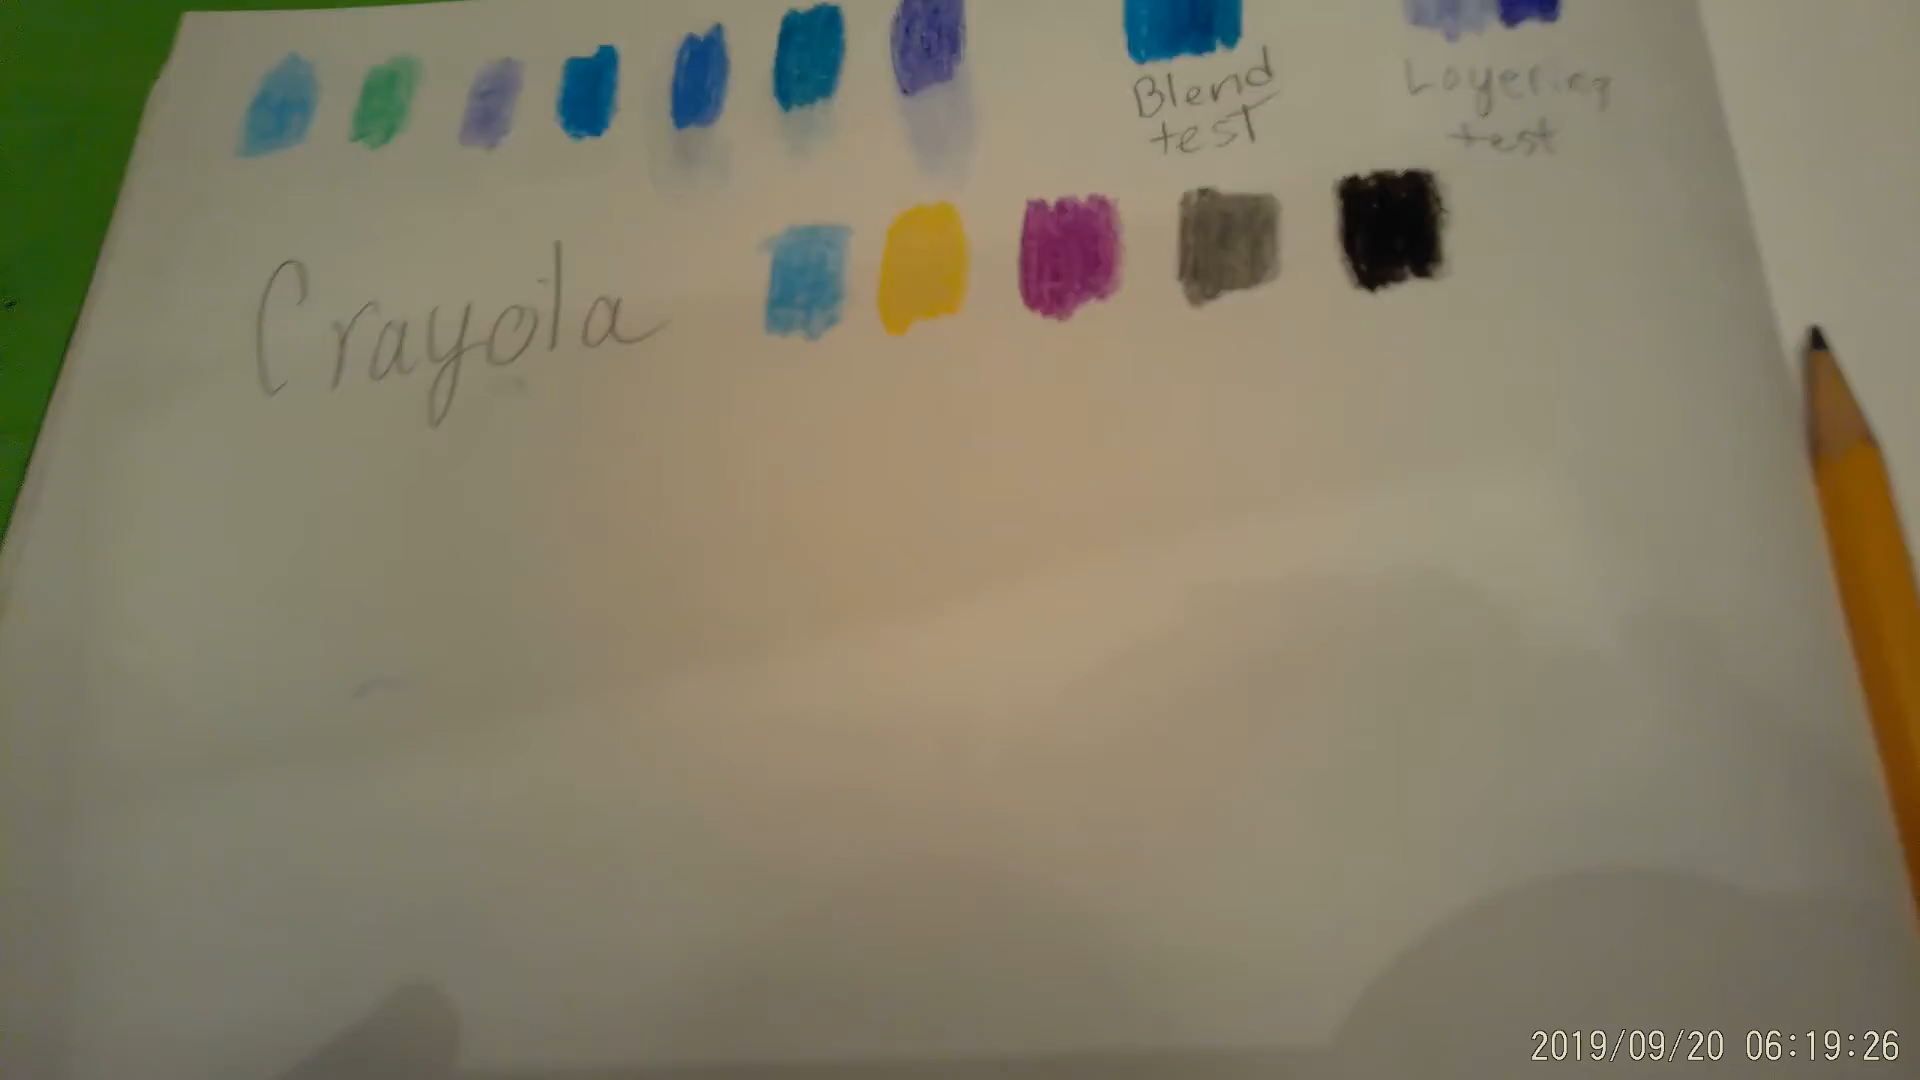 Blend
test
Layering
test
Crayola
2019/09/20 06:19:26